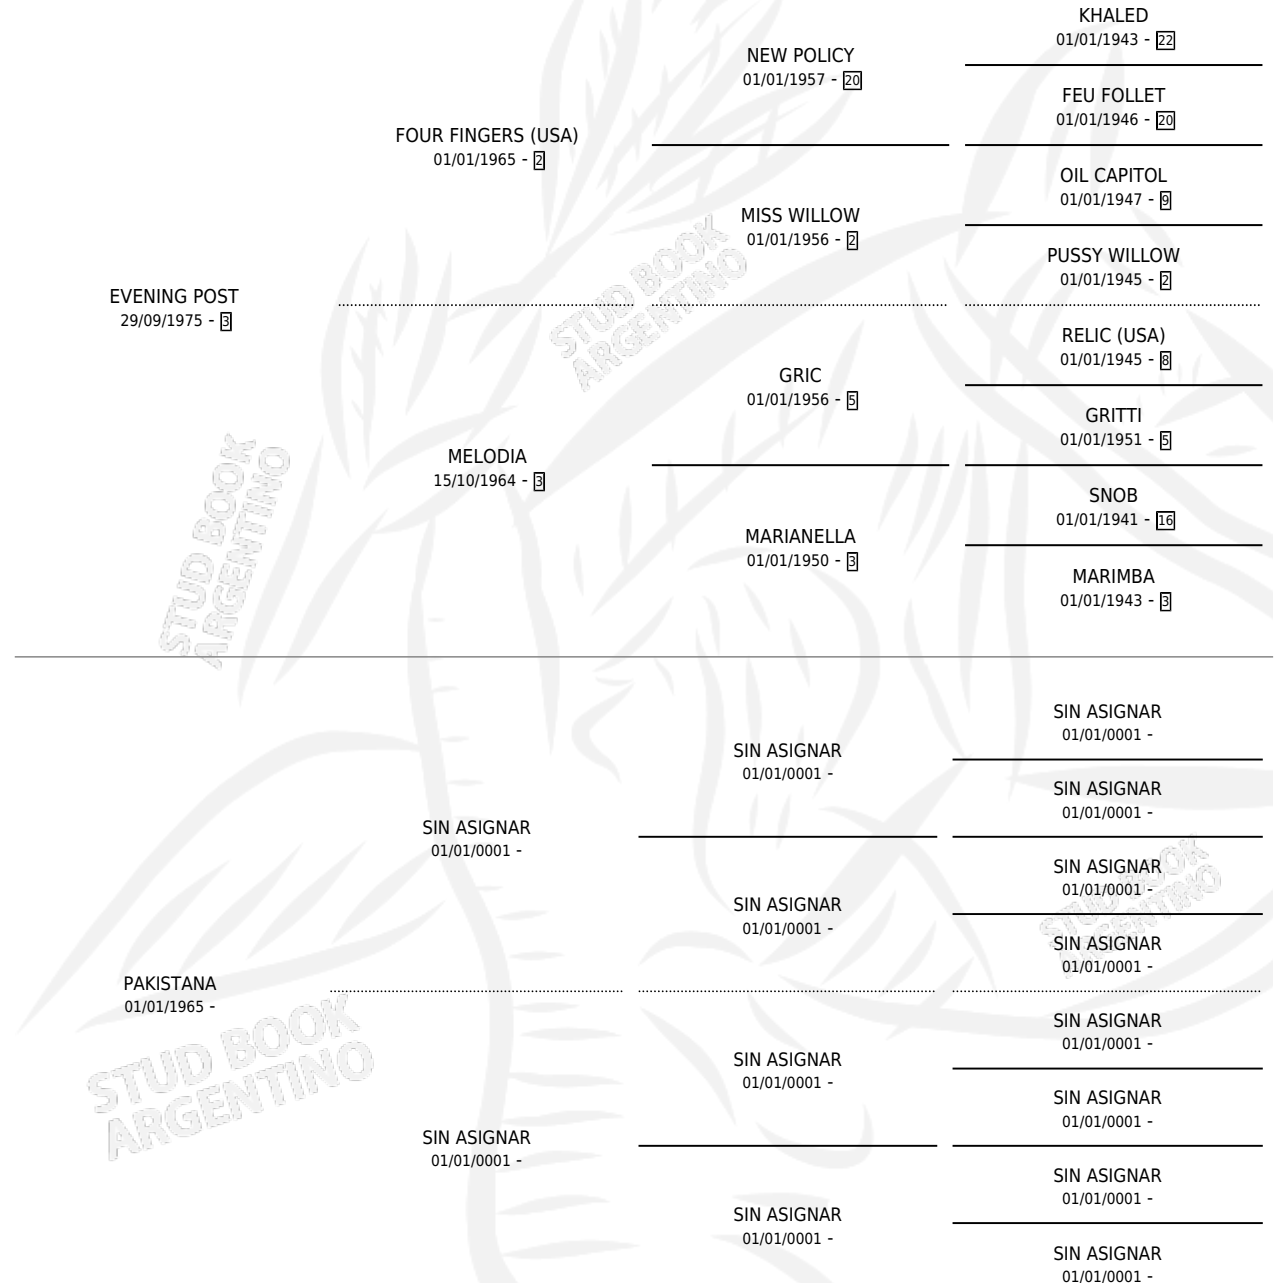 KHALED
01/01/1943 - 22
NEW POLICY
01/01/1957 - 20
FEU FOLLET
01/01/1946 - 20
FOUR FINGERS (USA)
01/01/1965 - 2
OIL CAPITOL
01/01/1947 - 9
MISS WILLOW
01/01/1956 - 2
PUSSY WILLOW
01/01/1945 - 2
STUD BOOK
ARGENTINO
EVENING POST
29/09/1975 - 3
RELIC (USA)
01/01/1945 - 8
GRIC
01/01/1956 - 5
GRITTI
01/01/1951 - 5
MELODIA
15/10/1964 - 3
SNOB
01/01/1941 - 16
MARIANELLA
01/01/1950 - 3
MARIMBA
01/01/1943 - 3
STUD BOOK
ARGENTINO
SIN ASIGNAR
01/01/0001 -
SIN ASIGNAR
01/01/0001 -
SIN ASIGNAR
01/01/0001 -
SIN ASIGNAR
01/01/0001 -
SIN ASIGNAR
01/01/0001 -
SIN ASIGNAR
01/01/0001 -
SIN ASIGNAR
01/01/0001 -
STUD BOOK
ARGENTINO
PAKISTANA
01/01/1965 -
SIN ASIGNAR
01/01/0001 -
SIN ASIGNAR
01/01/0001 -
SIN ASIGNAR
01/01/0001 -
SIN ASIGNAR
01/01/0001 -
SIN ASIGNAR
01/01/0001 -
SIN ASIGNAR
01/01/0001 -
SIN ASIGNAR
01/01/0001 -
STUD BOOK
ARGENTINO